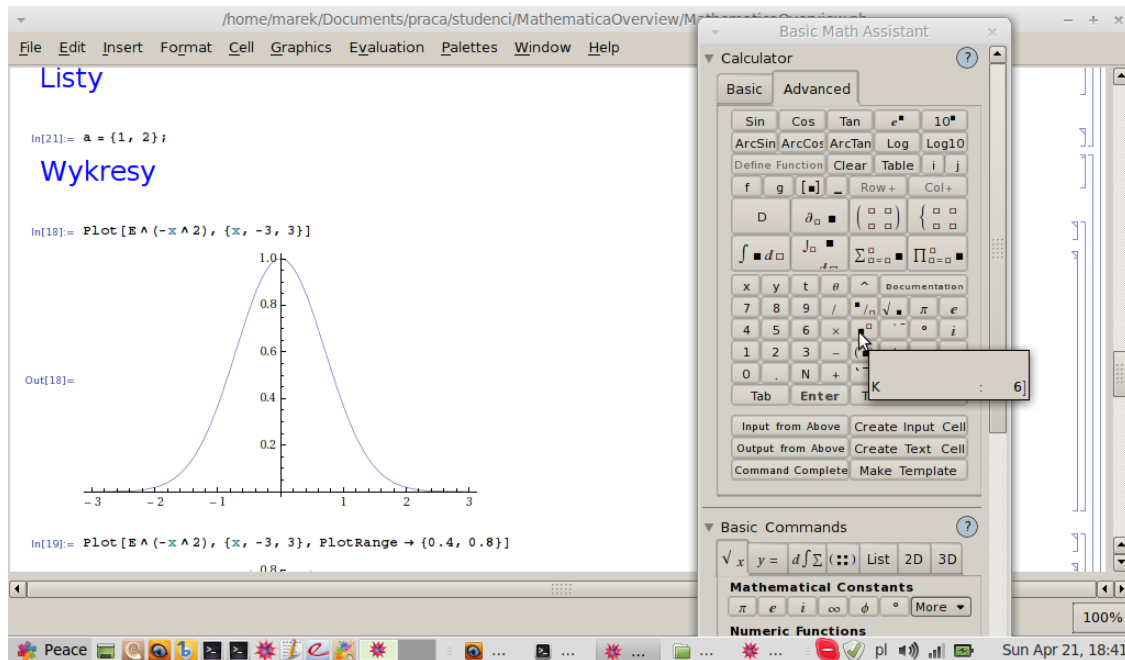 /home/marek/Documents/praca/studenci/MathematicaOverview/
File Edit Insert Format Cell Graphics Evaluation Palettes Window Help
Listy
In[21]:= a = {1, 2};
Wykresy
In[18]:= Plot[E ^ (-x ^ 2), {x, -3, 3}]
1.0
0.8
0.6
Out[18]=
0.4
0.2
-3 -2 -1 1 2 3
In[19]:= Plot[E ^ (-x ^ 2), {x, -3, 3}, PlotRange → {0.4, 0.8}]
0.8
Basic Math Assistant
Calculator ?
Basic Advanced
Sin Cos Tan e■ 10■
ArcSin ArcCos ArcTan Log Log10
Define Function Clear Table i j
f g [■] _ Row+ Col+
D ∂□ ■ (□ □ □ □) { □ □ □ □
∫ ■ d□ ∫□ ■ d□ Σ□=□ ■ ∏□=□ ■
x y t θ ^ Documentation
7 8 9 / ■/□ √■ π e
4 5 6 × ■□ ° i
1 2 3 −
0 . N +
Tab Enter
K : 6]
Input from Above Create Input Cell
Output from Above Create Text Cell
Command Complete Make Template
Basic Commands ?
√x y = d∫Σ (::) List 2D 3D
Mathematical Constants
π e i ∞ ϕ ° More
Numeric Functions
100%
Peace ... ... ... ... ... pl Sun Apr 21, 18:41